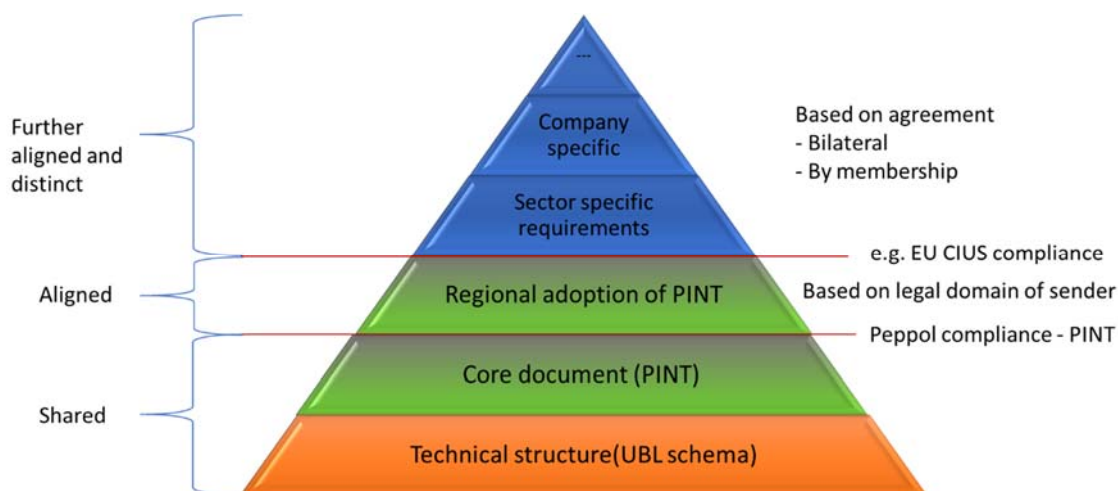 ---
Company
specific
Sector specific
requirements
Regional adoption of PINT
Core document (PINT)
Technical structure(UBL schema)
Further
aligned and
distinct
Aligned
Shared
Based on agreement
- Bilateral
- By membership
e.g. EU CIUS compliance
Based on legal domain of sender
Peppol compliance - PINT